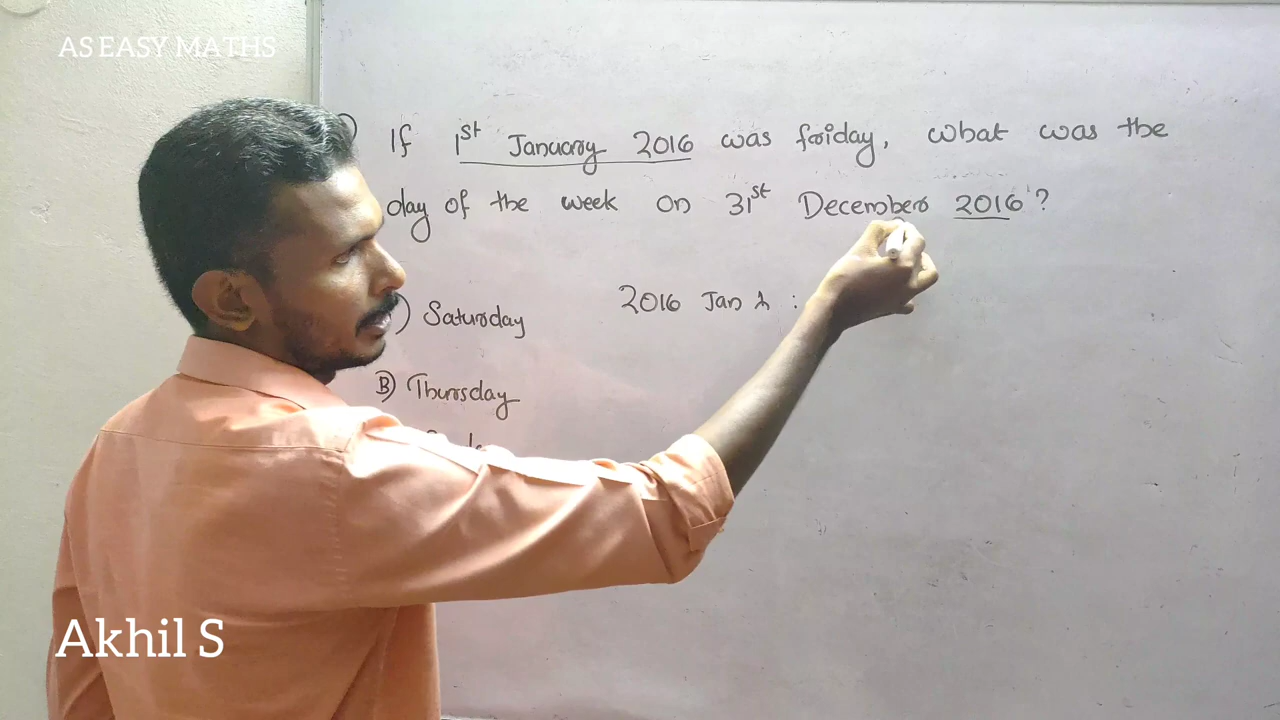 AS EASY MATHS
If 1st January 2016 was friday, what was the
day of the week on 31st December 2016 ?
2016 Jan 1 :
) Saturday
B) Thursday
Akhil S